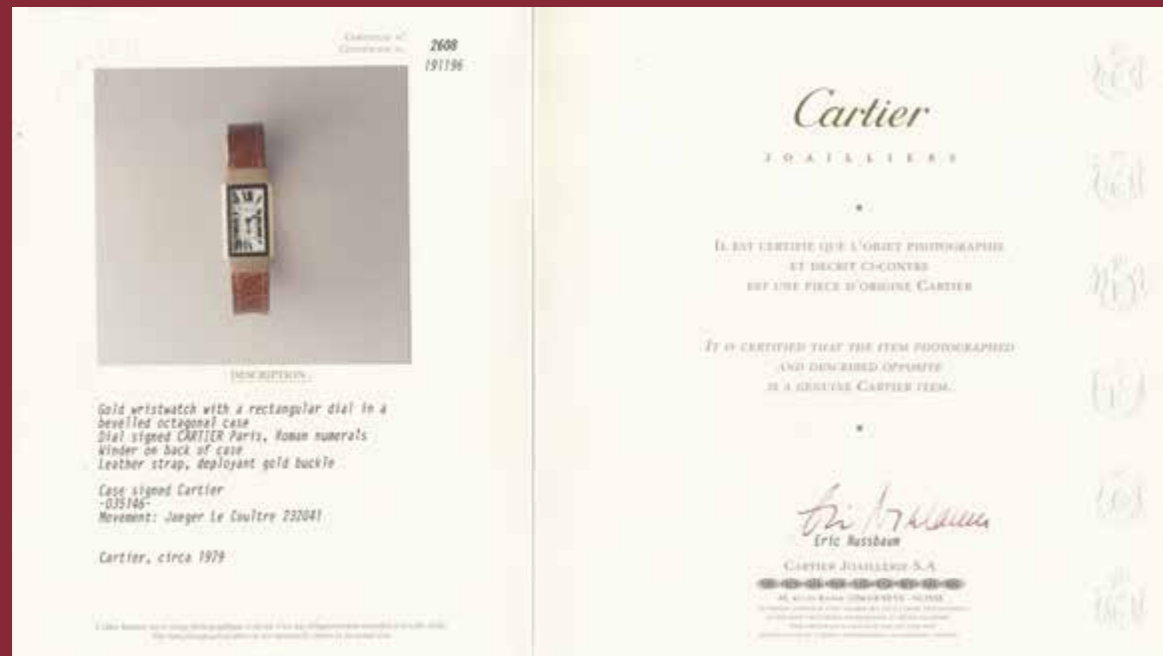 2608
191196
DESCRIPTION
Gold wristwatch with a rectangular dial in a
bevelled octagonal case
Dial signed CARTIER Paris, Roman numerals
Winder on back of case
Leather strap, deployant gold buckle
Case signed Cartier
-035146-
Movement: Jaeger Le Coultre 232041
Cartier, circa 1979
Cartier
JOAILLIERS
IL EST CERTIFIE QUE L'OBJET PHOTOGRAPHIE
ET DECRIT CI-CONTRE
EST UNE PIECE D'ORIGINE CARTIER
IT IS CERTIFIED THAT THE ITEM PHOTOGRAPHED
AND DESCRIBED OPPOSITE
IS A GENUINE CARTIER ITEM.
Eric Nussbaum
CARTIER JOAILLERIE S.A